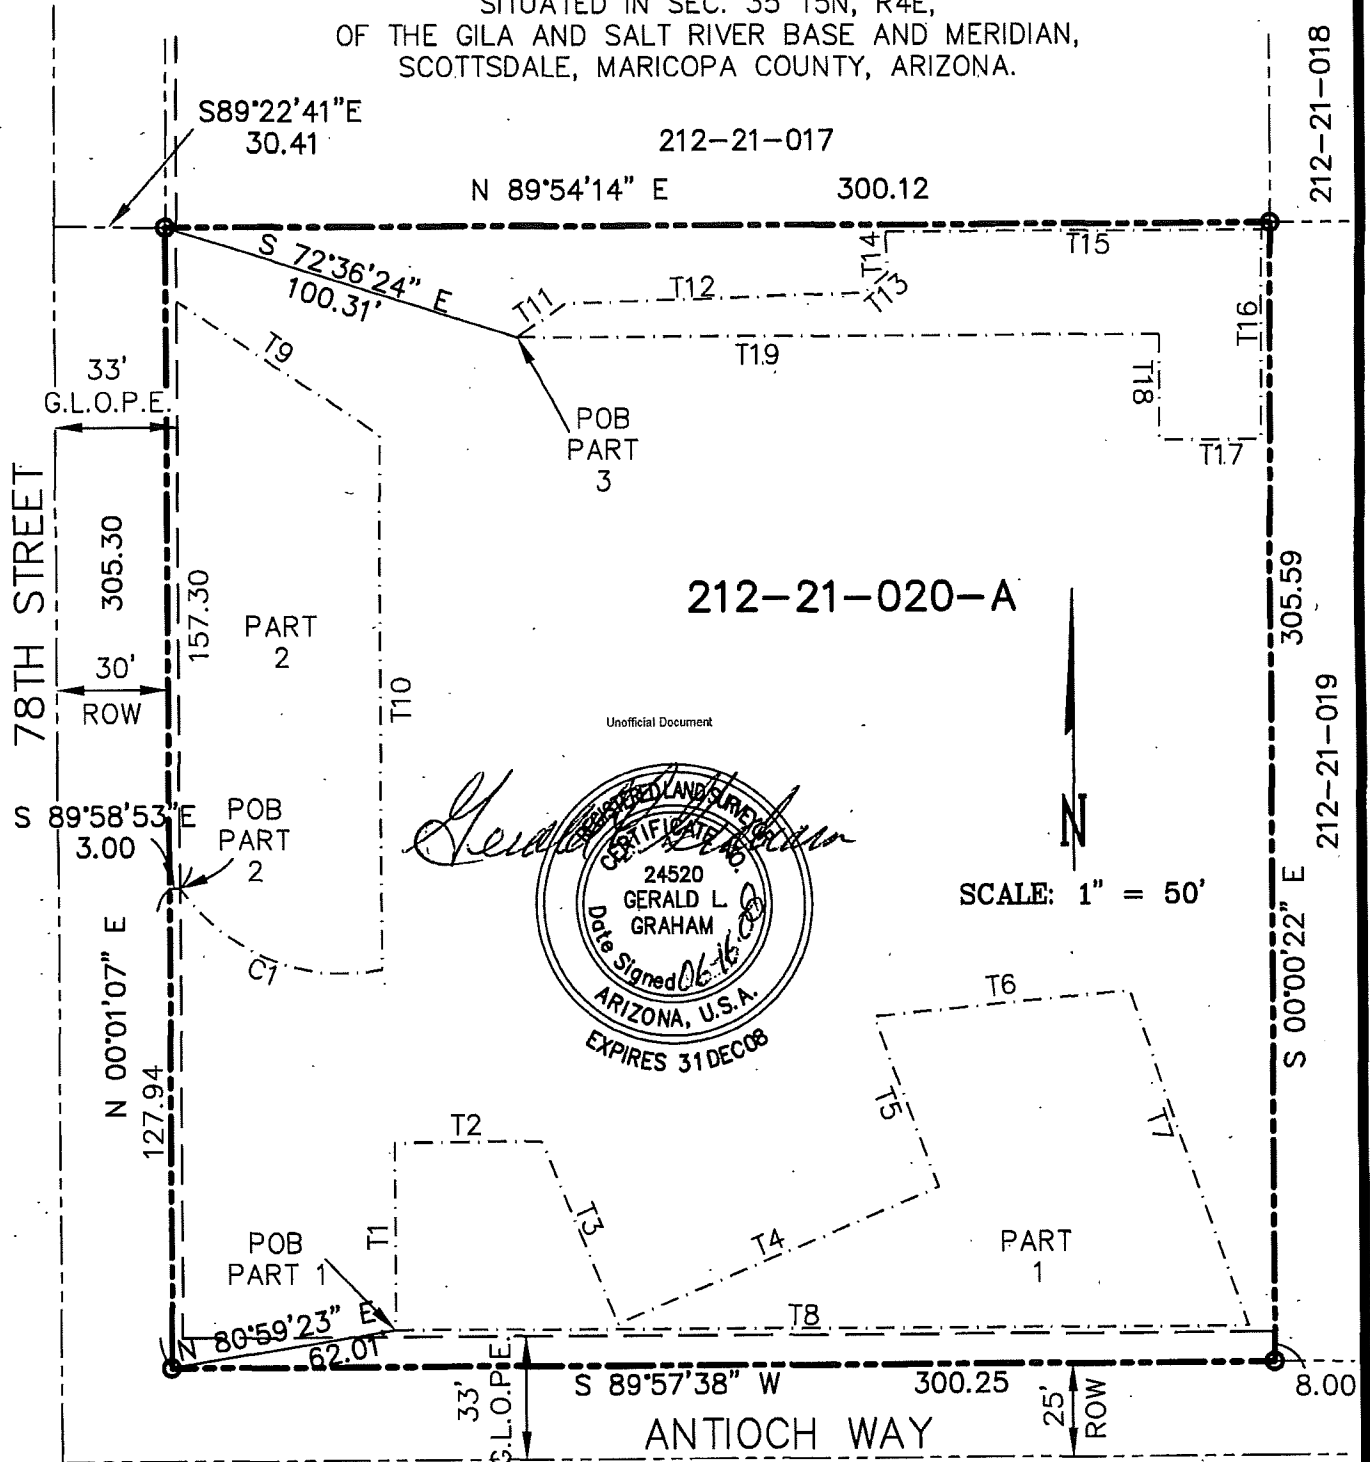 SITUATED IN SEC. 35 T5N, R4E,
OF THE GILA AND SALT RIVER BASE AND MERIDIAN,
SCOTTSDALE, MARICOPA COUNTY, ARIZONA.
S89°22'41"E
30.41
212-21-017
212-21-018
N 89°54'14" E 300.12
S 72°36'24" E
100.31'
T11
T12
T13
T14
T15
T16
T9
T19
T18
T17
33'
G.L.O.P.E.
POB
PART
3
78TH STREET
305.30
157.30
PART
2
212-21-020-A
305.59
30'
ROW
T10
Unofficial Document
212-21-019
S 89°58'53"E
3.00
POB
PART
2
REGISTERED LAND SURVEYOR
CERTIFICATE NO.
24520
GERALD L.
GRAHAM
Date Signed 06-16-08
ARIZONA, U.S.A.
EXPIRES 31DEC08
N
SCALE: 1" = 50'
C1
N 00°01'07" E
127.94
S 00°00'22" E
T6
T5
T7
T2
T1
T3
T4
POB
PART 1
PART
1
T8
N 80°59'23" E
62.01
S 89°57'38" W 300.25
8.00
33'
G.L.O.P.E.
25'
ROW
ANTIOCH WAY